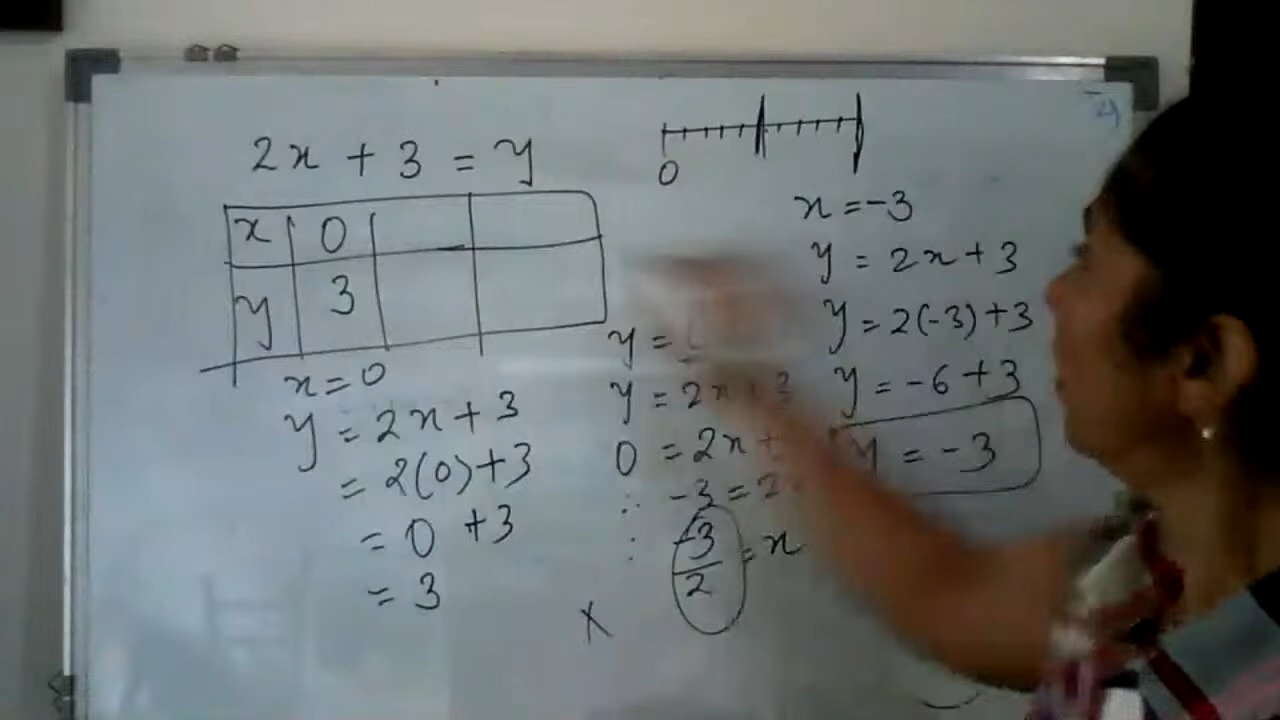 2x + 3 = y
x 0
y 3
x = 0
y = 2x + 3
= 2(0) + 3
= 0 + 3
= 3
y =
y = 2x + 3
0 = 2x +
∴ -3 = 2
∴ -3/2 = x
X
0
x = -3
y = 2x + 3
y = 2(-3) + 3
y = -6 + 3
y = -3